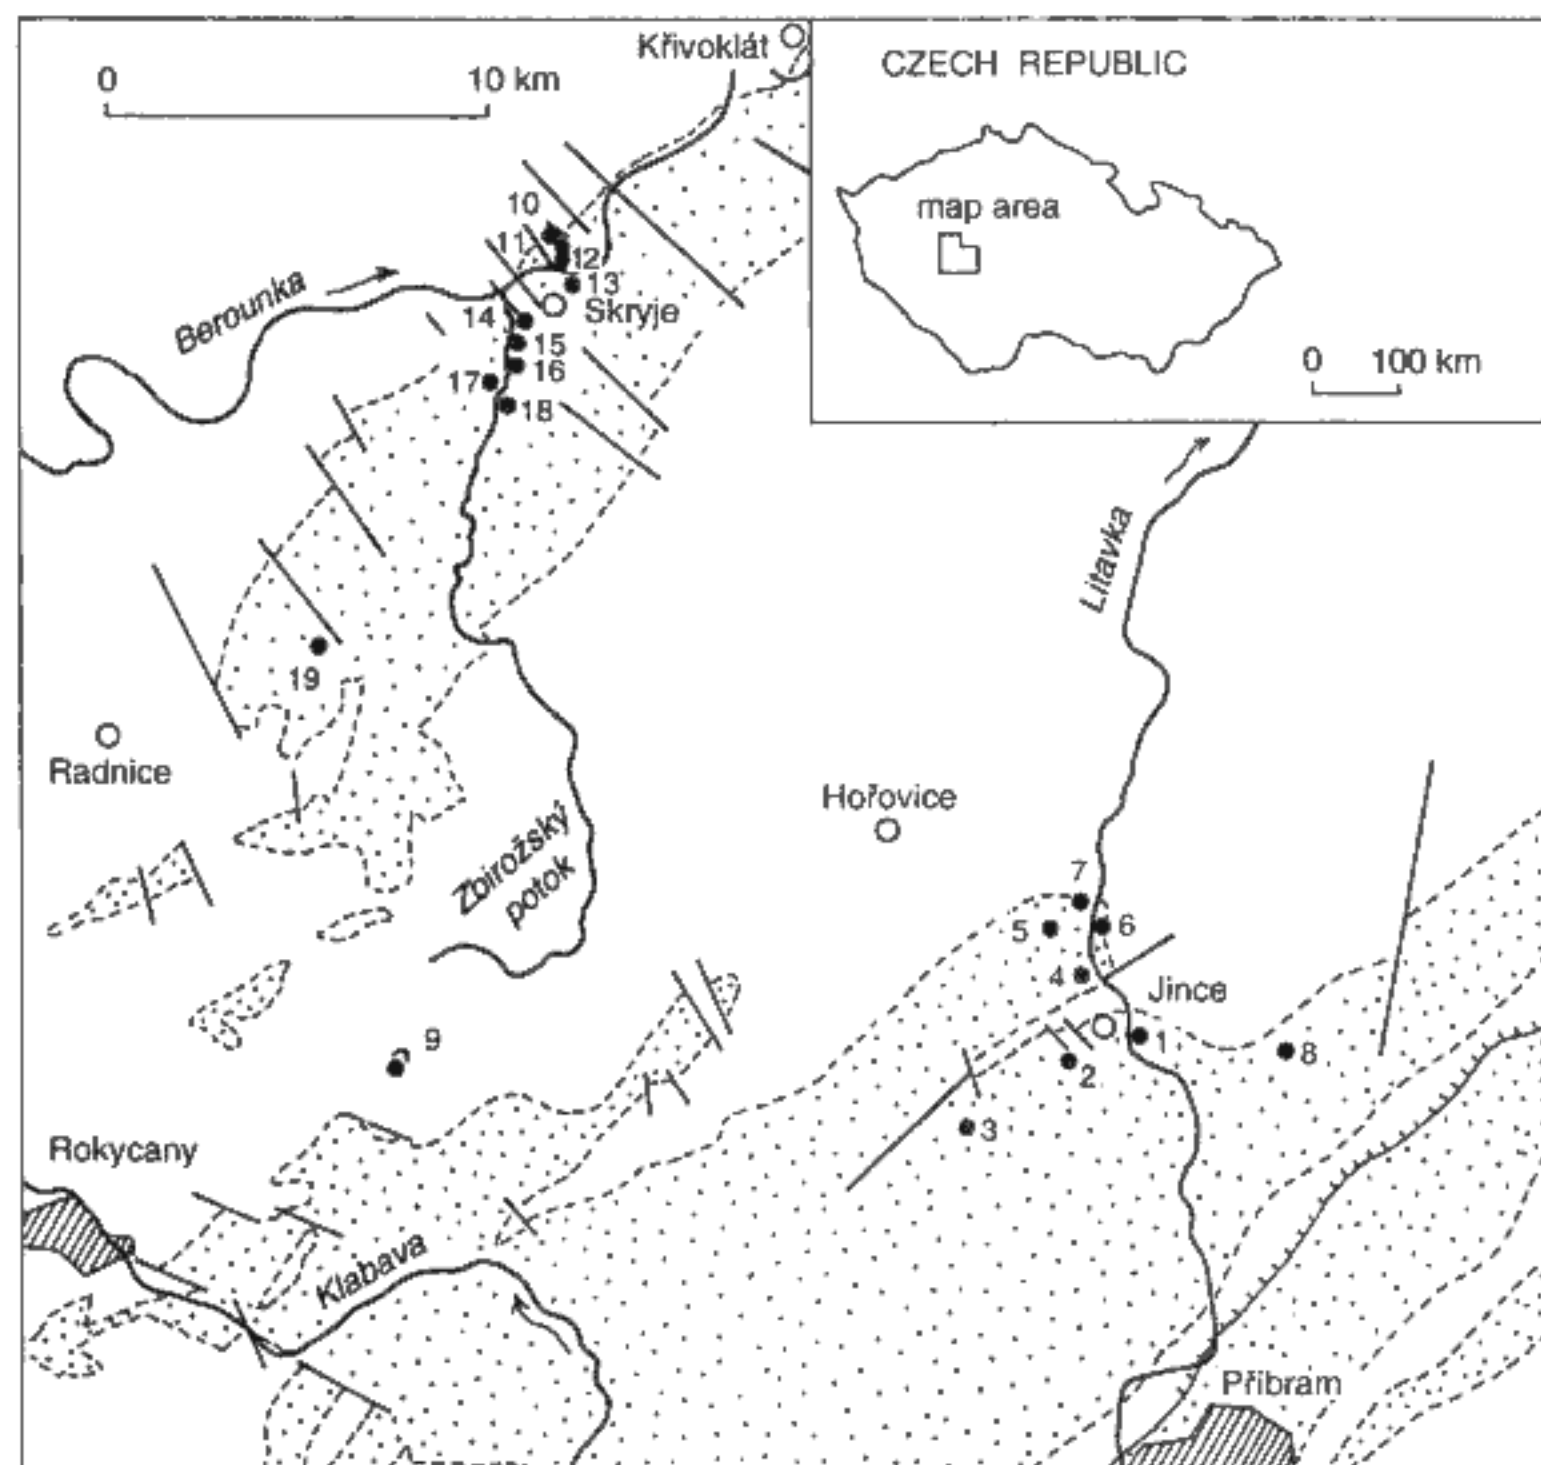 Křivoklát
0 10 km
CZECH REPUBLIC
map area
0 100 km
10
11
12
13
Skryje
Berounka
14
15
16
17
18
Litavka
19
Radnice
Hořovice
Zbirožský
potok
7
5
6
4
Jince
9
1
8
2
3
Rokycany
Klabava
Příbram